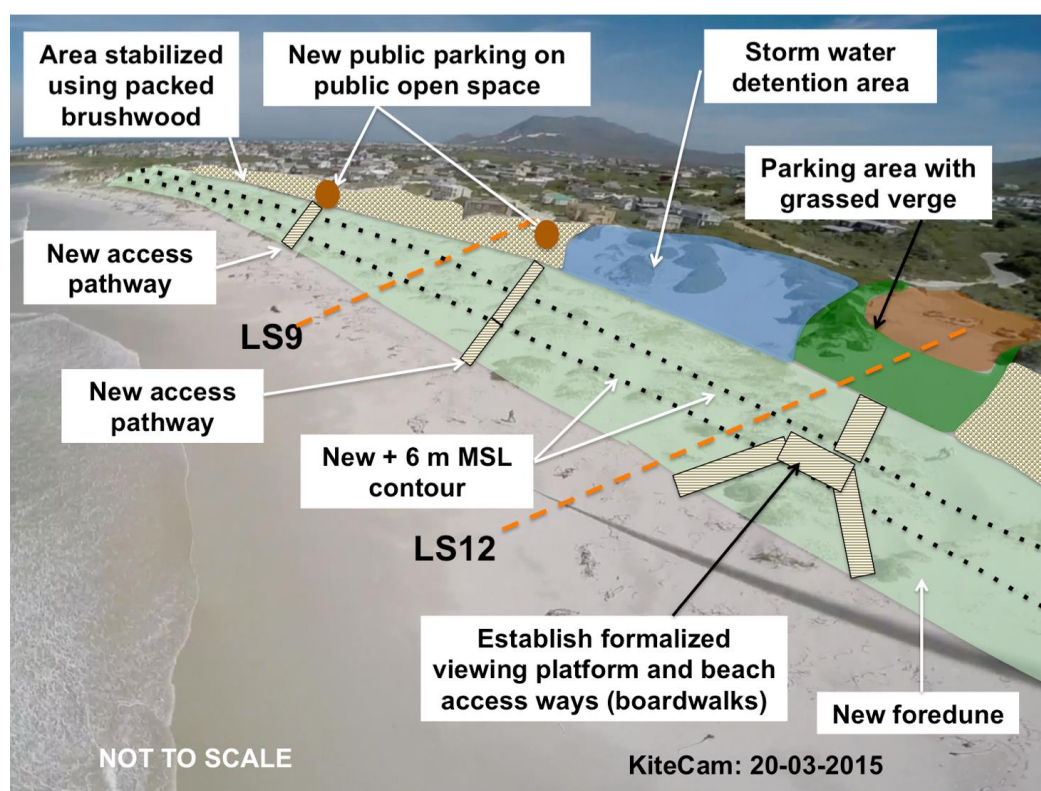 Area stabilized
using packed
brushwood
New public parking on
public open space
Storm water
detention area
Parking area with
grassed verge
New access
pathway
LS9
New access
pathway
New + 6 m MSL
contour
LS12
Establish formalized
viewing platform and beach
access ways (boardwalks)
New foredune
NOT TO SCALE
KiteCam: 20-03-2015